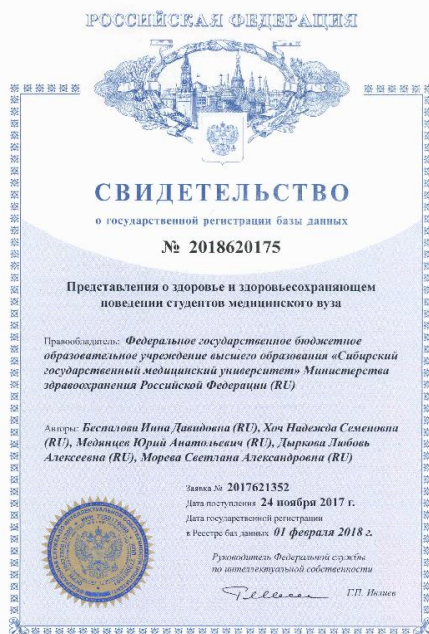 РОССИЙСКАЯ ФЕДЕРАЦИЯ
СВИДЕТЕЛЬСТВО
о государственной регистрации базы данных
№ 2018620175
Представления о здоровье и здоровьесохраняющем
поведении студентов медицинского вуза
Правообладатель: Федеральное государственное бюджетное
образовательное учреждение высшего образования «Сибирский
государственный медицинский университет» Министерства
здравоохранения Российской Федерации (RU)
Авторы: Беспалова Инна Давидовна (RU), Хоч Надежда Семеновна
(RU), Медянцев Юрий Анатольевич (RU), Дыркова Любовь
Алексеевна (RU), Морева Светлана Александровна (RU)
Заявка № 2017621352
Дата поступления 24 ноября 2017 г.
Дата государственной регистрации
в Реестре баз данных 01 февраля 2018 г.
Руководитель Федеральной службы
по интеллектуальной собственности
Г.П. Ивлиев